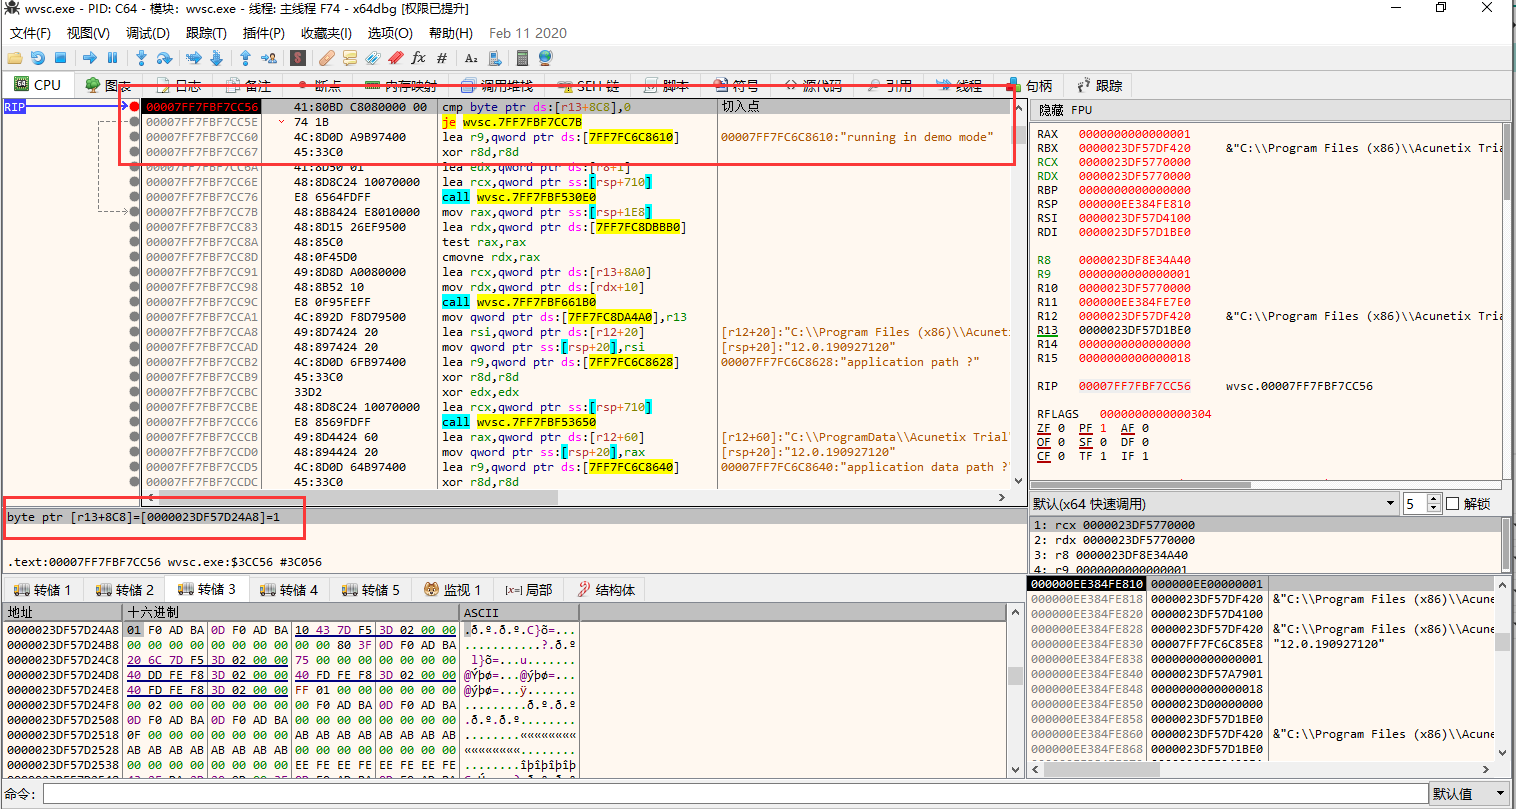 wvsc.exe - PID: C64 - 模块: wvsc.exe - 线程: 主线程 F74 - x64dbg [权限已提升]
文件(F) 视图(V) 调试(D) 跟踪(T) 插件(P) 收藏夹(I) 选项(O) 帮助(H) Feb 11 2020
CPU 图表 日志 备注 断点 内存映射 调用堆栈 SEH 链 脚本 符号 源代码 引用 线程 句柄 跟踪
RIP
00007FF7FBF7CC56 41:80BD C8080000 00 cmp byte ptr ds:[r13+8C8],0 切入点
00007FF7FBF7CC5E 74 1B je wvsc.7FF7FBF7CC7B
00007FF7FBF7CC60 4C:8D0D A9B97400 lea r9,qword ptr ds:[7FF7FC6C8610] 00007FF7FC6C8610:"running in demo mode"
00007FF7FBF7CC67 45:33C0 xor r8d,r8d
00007FF7FBF7CC6A 41:8D50 01 lea edx,qword ptr ds:[r8+1]
00007FF7FBF7CC6E 48:8D8C24 10070000 lea rcx,qword ptr ss:[rsp+710]
00007FF7FBF7CC76 E8 6564FDFF call wvsc.7FF7FBF530E0
00007FF7FBF7CC7B 48:8B8424 E8010000 mov rax,qword ptr ss:[rsp+1E8]
00007FF7FBF7CC83 48:8D15 26EF9500 lea rdx,qword ptr ds:[7FF7FC8DBBB0]
00007FF7FBF7CC8A 48:85C0 test rax,rax
00007FF7FBF7CC8D 48:0F45D0 cmovne rdx,rax
00007FF7FBF7CC91 49:8D8D A0080000 lea rcx,qword ptr ds:[r13+8A0]
00007FF7FBF7CC98 48:8B52 10 mov rdx,qword ptr ds:[rdx+10]
00007FF7FBF7CC9C E8 0F95FEFF call wvsc.7FF7FBF661B0
00007FF7FBF7CCA1 4C:892D F8D79500 mov qword ptr ds:[7FF7FC8DA4A0],r13
00007FF7FBF7CCA8 49:8D7424 20 lea rsi,qword ptr ds:[r12+20] [r12+20]:"C:\\Program Files (x86)\\Acuneti
00007FF7FBF7CCAD 48:897424 20 mov qword ptr ss:[rsp+20],rsi [rsp+20]:"12.0.190927120"
00007FF7FBF7CCB2 4C:8D0D 6FB97400 lea r9,qword ptr ds:[7FF7FC6C8628] 00007FF7FC6C8628:"application path ?"
00007FF7FBF7CCB9 45:33C0 xor r8d,r8d
00007FF7FBF7CCBC 33D2 xor edx,edx
00007FF7FBF7CCBE 48:8D8C24 10070000 lea rcx,qword ptr ss:[rsp+710]
00007FF7FBF7CCC6 E8 8569FDFF call wvsc.7FF7FBF53650
00007FF7FBF7CCCB 49:8D4424 60 lea rax,qword ptr ds:[r12+60] [r12+60]:"C:\\ProgramData\\Acunetix Trial
00007FF7FBF7CCD0 48:894424 20 mov qword ptr ss:[rsp+20],rax [rsp+20]:"12.0.190927120"
00007FF7FBF7CCD5 4C:8D0D 64B97400 lea r9,qword ptr ds:[7FF7FC6C8640] 00007FF7FC6C8640:"application data path ?
00007FF7FBF7CCDC 45:33C0 xor r8d,r8d
隐藏 FPU
RAX 0000000000000001
RBX 0000023DF57DF420 &"C:\\Program Files (x86)\\Acunetix Tria
RCX 0000023DF5770000
RDX 0000023DF5770000
RBP 0000000000000000
RSP 000000EE384FE810
RSI 0000023DF57D4100
RDI 0000023DF57D1BE0
R8 0000023DF8E34A40
R9 0000000000000001
R10 0000023DF5770000
R11 000000EE384FE7E0
R12 0000023DF57DF420 &"C:\\Program Files (x86)\\Acunetix Tria
R13 0000023DF57D1BE0
R14 0000000000000000
R15 0000000000000018
RIP 00007FF7FBF7CC56 wvsc.00007FF7FBF7CC56
RFLAGS 0000000000000304
ZF 0 PF 1 AF 0
OF 0 SF 0 DF 0
CF 0 TF 1 IF 1
默认(x64 快速调用) 5 解锁
1: rcx 0000023DF5770000
2: rdx 0000023DF5770000
3: r8 0000023DF8E34A40
4: r9 0000000000000001
byte ptr [r13+8C8]=[0000023DF57D24A8]=1
.text:00007FF7FBF7CC56 wvsc.exe:$3CC56 #3C056
转储 1 转储 2 转储 3 转储 4 转储 5 监视 1 [x=] 局部 结构体
地址 十六进制 ASCII
0000023DF57D24A8 01 F0 AD BA 0D F0 AD BA 10 43 7D F5 3D 02 00 00 .ð.º.ð.º.C}õ=...
0000023DF57D24B8 00 00 00 00 00 00 00 00 00 00 80 3F 0D F0 AD BA ...........?.ð.º
0000023DF57D24C8 20 6C 7D F5 3D 02 00 00 75 00 00 00 00 00 00 00 l}õ=...u.......
0000023DF57D24D8 40 DD FE F8 3D 02 00 00 40 FD FE F8 3D 02 00 00 @Ýþø=...@ýþø=...
0000023DF57D24E8 40 FD FE F8 3D 02 00 00 FF 01 00 00 00 00 00 00 @ýþø=...ÿ.......
0000023DF57D24F8 00 02 00 00 00 00 00 00 00 F0 AD BA 0D F0 AD BA .........ð.º.ð.º
0000023DF57D2508 0D F0 AD BA 0D F0 AD BA 00 00 00 00 00 00 00 00 .ð.º.ð.º........
0000023DF57D2518 0F 00 00 00 00 00 00 00 AB AB AB AB AB AB AB AB ........««««««««
0000023DF57D2528 AB AB AB AB AB AB AB AB 00 00 00 00 00 00 00 00 ««««««««........
0000023DF57D2538 00 00 00 00 00 00 00 00 EE FE EE FE EE FE EE FE ........îþîþîþîþ
000000EE384FE810 000000EE00000001
000000EE384FE818 0000023DF57DF420 &"C:\\Program Files (x86)\\Acune
000000EE384FE820 0000023DF57D4100
000000EE384FE828 0000023DF57DF420 &"C:\\Program Files (x86)\\Acune
000000EE384FE830 00007FF7FC6C85E8 "12.0.190927120"
000000EE384FE838 0000000000000001
000000EE384FE840 0000023DF57A7901
000000EE384FE848 0000000000000018
000000EE384FE850 0000023D00000000
000000EE384FE858 0000023DF57D1BE0
000000EE384FE860 0000023DF57DF420 &"C:\\Program Files (x86)\\Acune
000000EE384FE868 0000023DF57D1BE0
命令: 默认值